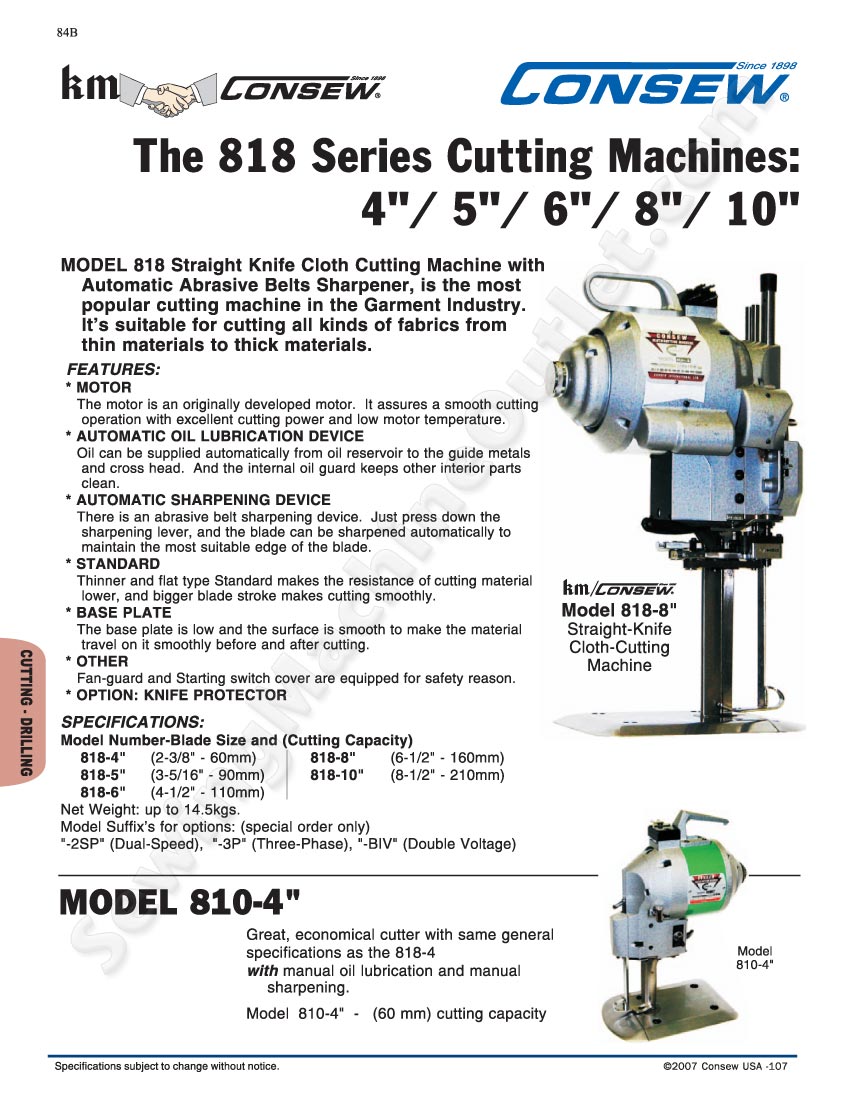 84B
km Since 1898 CONSEW®
Since 1898 CONSEW®
The 818 Series Cutting Machines:
4"/ 5"/ 6"/ 8"/ 10"
MODEL 818 Straight Knife Cloth Cutting Machine with
Automatic Abrasive Belts Sharpener, is the most
popular cutting machine in the Garment Industry.
It's suitable for cutting all kinds of fabrics from
thin materials to thick materials.
FEATURES:
* MOTOR
The motor is an originally developed motor. It assures a smooth cutting
operation with excellent cutting power and low motor temperature.
* AUTOMATIC OIL LUBRICATION DEVICE
Oil can be supplied automatically from oil reservoir to the guide metals
and cross head. And the internal oil guard keeps other interior parts
clean.
* AUTOMATIC SHARPENING DEVICE
There is an abrasive belt sharpening device. Just press down the
sharpening lever, and the blade can be sharpened automatically to
maintain the most suitable edge of the blade.
* STANDARD
Thinner and flat type Standard makes the resistance of cutting material
lower, and bigger blade stroke makes cutting smoothly.
* BASE PLATE
The base plate is low and the surface is smooth to make the material
travel on it smoothly before and after cutting.
* OTHER
Fan-guard and Starting switch cover are equipped for safety reason.
* OPTION: KNIFE PROTECTOR
CONSEW
km/CONSEW.
Model 818-8"
Straight-Knife
Cloth-Cutting
Machine
CUTTING - DRILLING
SPECIFICATIONS:
Model Number-Blade Size and (Cutting Capacity)
818-4" (2-3/8" - 60mm) 818-8" (6-1/2" - 160mm)
818-5" (3-5/16" - 90mm) 818-10" (8-1/2" - 210mm)
818-6" (4-1/2" - 110mm)
Net Weight: up to 14.5kgs.
Model Suffix's for options: (special order only)
"-2SP" (Dual-Speed), "-3P" (Three-Phase), "-BIV" (Double Voltage)
MODEL 810-4"
Great, economical cutter with same general
specifications as the 818-4
with manual oil lubrication and manual
sharpening.
Model 810-4" - (60 mm) cutting capacity
Model
810-4"
SewingMachineOutlet.com
Specifications subject to change without notice.
©2007 Consew USA -107